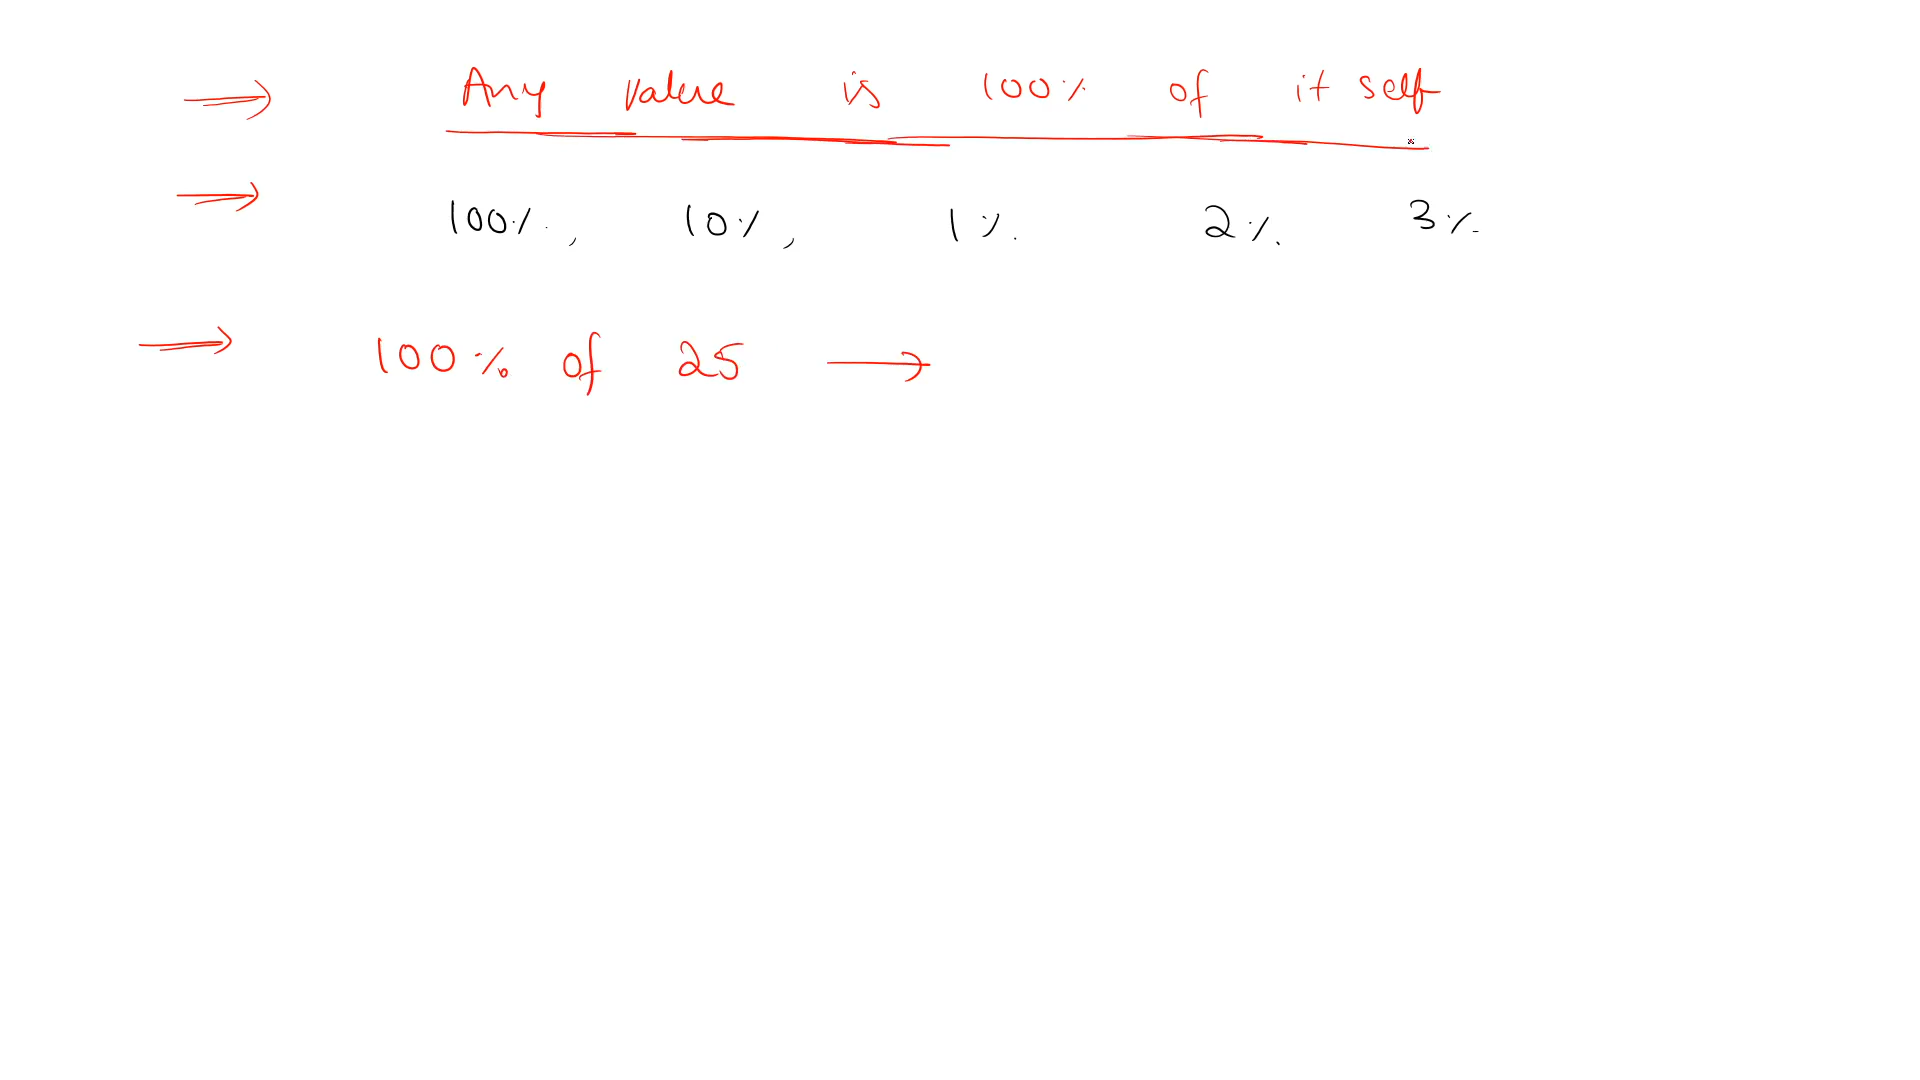 ⇒ Any value is 100% of it self
⇒ 100%, 10%, 1% 2% 3%
⇒ 100% of 25 →